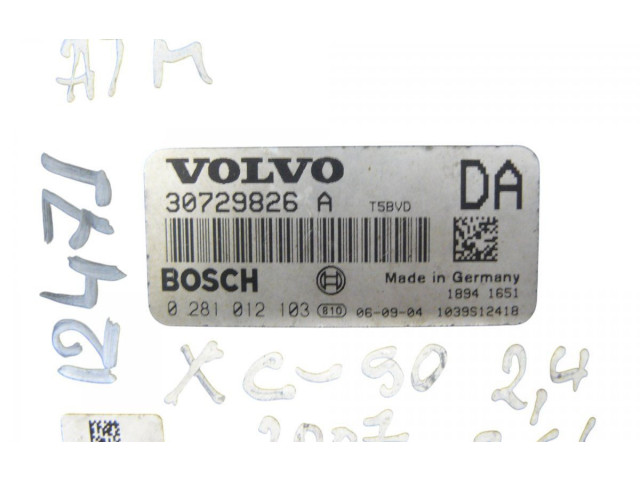 A/M
VOLVO
DA
30729826 A T5BVD
BOSCH
Made in Germany
1894 1651
0 281 012 103 810 06-09-04 1039S12418
12471
XC-90 2,4
2007